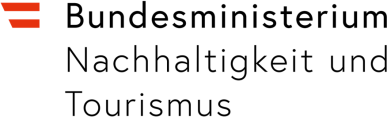 Bundesministerium
Nachhaltigkeit und
Tourismus